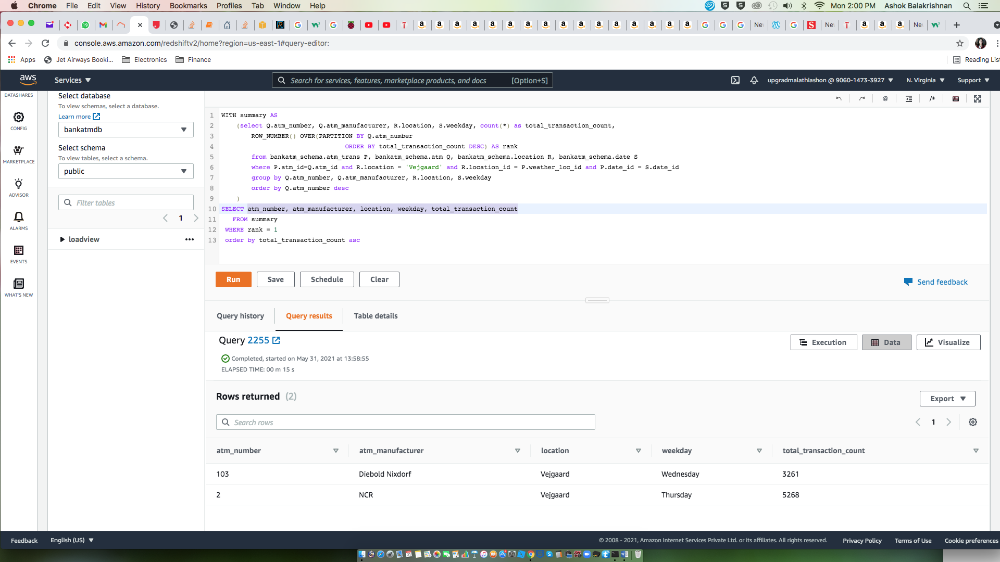 Chrome File Edit View History Bookmarks Profiles Tab Window Help Mon 2:00 PM Ashok Balakrishnan
console.aws.amazon.com/redshiftv2/home?region=us-east-1#query-editor:
Apps Jet Airways Booki... Electronics Finance Reading List
aws Services Search for services, features, marketplace products, and docs [Option+S] upgradmalathiashon @ 9060-1473-3927 N. Virginia Support
DATASHARES
CONFIG
MARKETPLACE
ADVISOR
ALARMS
EVENTS
WHAT'S NEW
Select database
To view schemas, select a database.
Learn more
bankatmdb
Select schema
To view tables, select a schema.
public
Filter tables
1
loadview
1 WITH summary AS
2 (select Q.atm_number, Q.atm_manufacturer, R.location, S.weekday, count(*) as total_transaction_count,
3 ROW_NUMBER() OVER(PARTITION BY Q.atm_number
4 ORDER BY total_transaction_count DESC) AS rank
5 from bankatm_schema.atm_trans P, bankatm_schema.atm Q, bankatm_schema.location R, bankatm_schema.date S
6 where P.atm_id=Q.atm_id and R.location = 'Vejgaard' and R.location_id = P.weather_loc_id and P.date_id = S.date_id
7 group by Q.atm_number, Q.atm_manufacturer, R.location, S.weekday
8 order by Q.atm_number desc
9 )
10 SELECT atm_number, atm_manufacturer, location, weekday, total_transaction_count
11 FROM summary
12 WHERE rank = 1
13 order by total_transaction_count asc
Run Save Schedule Clear
Send feedback
Query history Query results Table details
Query 2255
Execution Data Visualize
Completed, started on May 31, 2021 at 13:58:55
ELAPSED TIME: 00 m 15 s
Rows returned (2)
Export
Search rows
1
atm_number atm_manufacturer location weekday total_transaction_count
103 Diebold Nixdorf Vejgaard Wednesday 3261
2 NCR Vejgaard Thursday 5268
Feedback English (US) © 2008 - 2021, Amazon Internet Services Private Ltd. or its affiliates. All rights reserved. Privacy Policy Terms of Use Cookie preferences